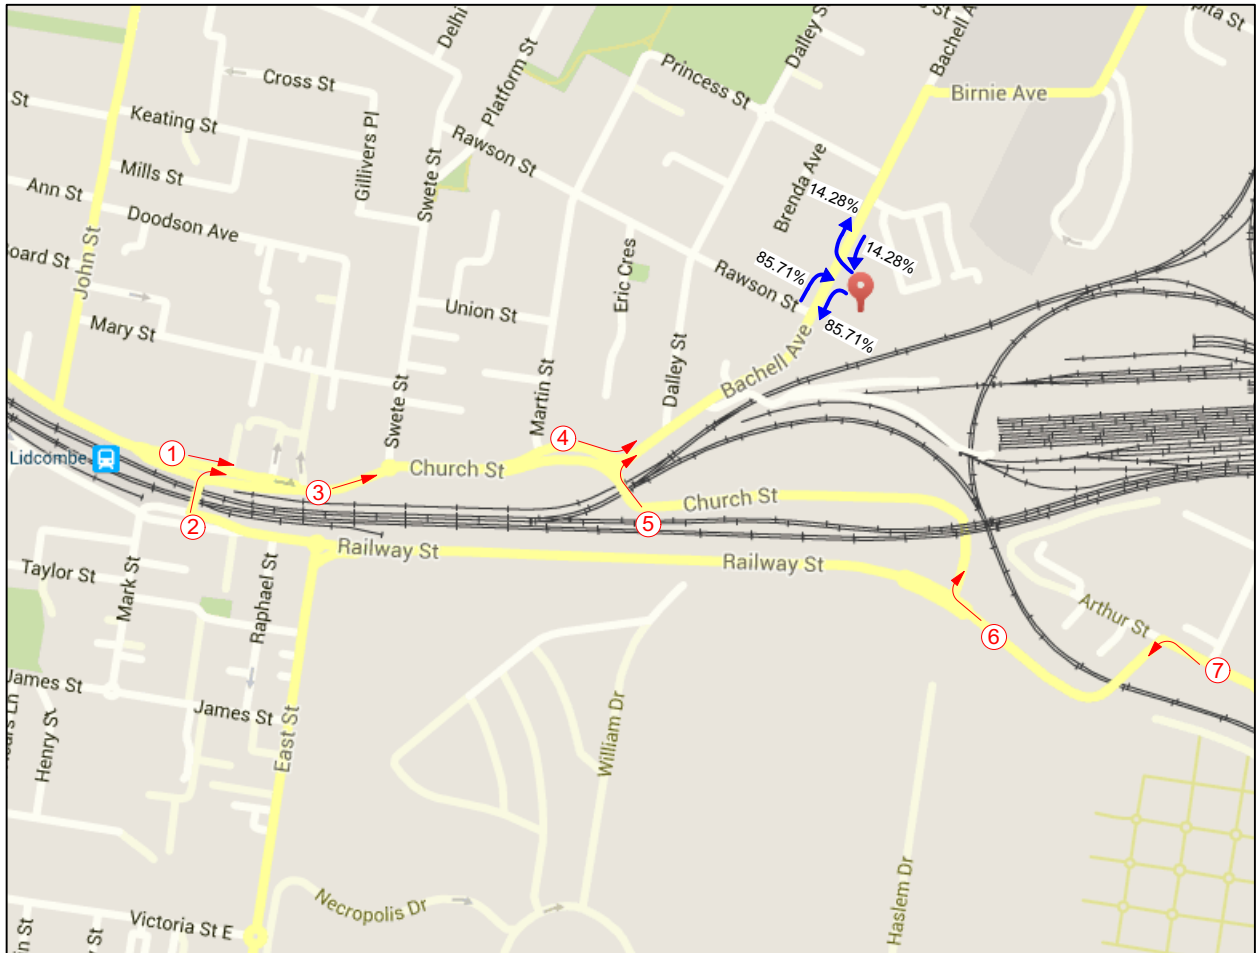 Delhi
Platform St
Dalley S
Bachell A
St
Cross St
Princess St
Birnie Ave
St
Keating St
Gillivers Pl
Swete St
Rawson St
Brenda Ave
14.28%
Mills St
Ann St
Doodson Ave
14.28%
John St
85.71%
Rawson St
Eric Cres
Union St
Mary St
85.71%
Bachell Ave
Dalley St
Martin St
Swete St
4
1
Lidcombe
Church St
3
Church St
2
5
Railway St
Railway St
Taylor St
Mark St
Raphael St
Arthur St
6
7
James St
James St
East St
Henry St
William Dr
Haslem Dr
Necropolis Dr
Victoria St E